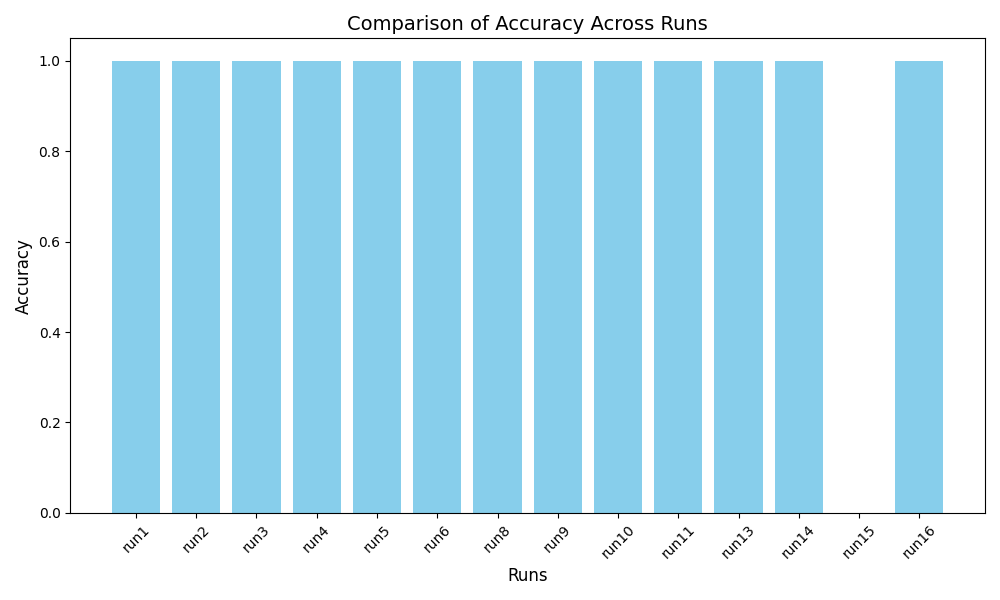 Comparison of Accuracy Across Runs
Accuracy
1.0
0.8
0.6
0.4
0.2
0.0
run1 run2 run3 run4 run5 run6 run8 run9 run10 run11 run13 run14 run15 run16
Runs